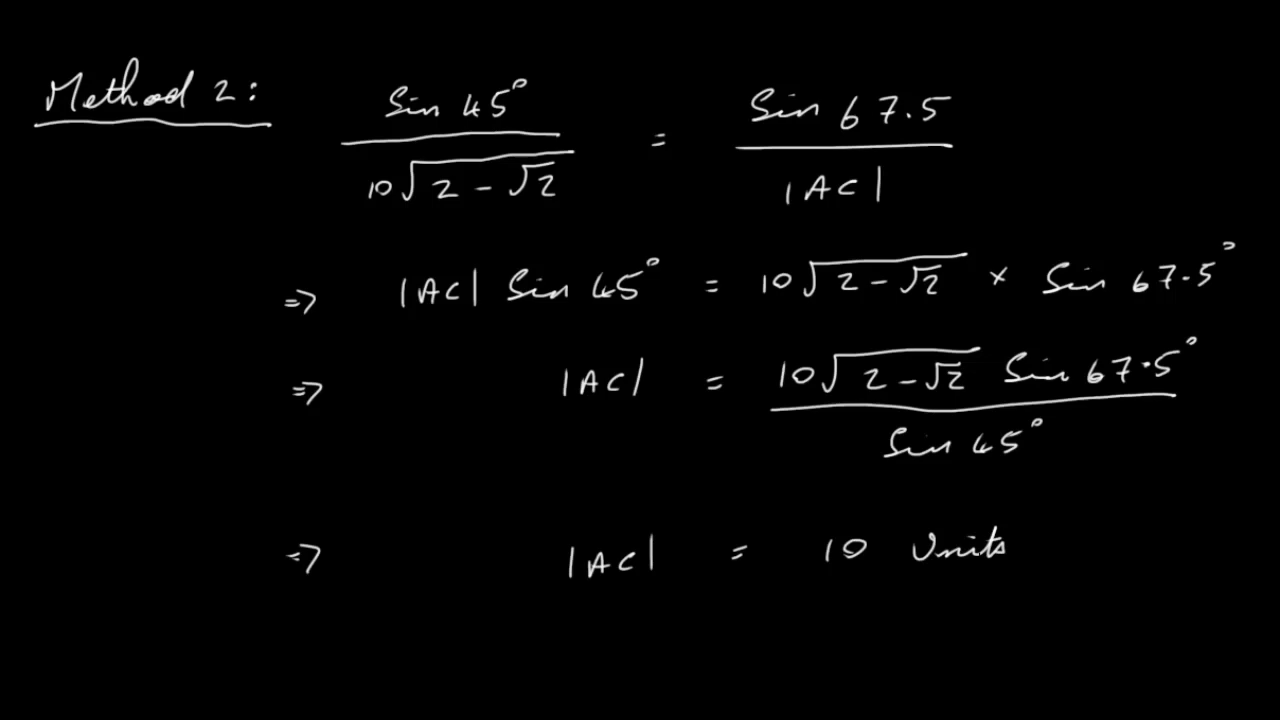 Method 2: Sin 45° / 10√(2 - √2) = Sin 67.5 / |AC|
=> |AC| Sin 45° = 10√(2 - √2) × Sin 67.5°
=> |AC| = 10√(2 - √2) Sin 67.5° / Sin 45°
=> |AC| = 10 Units